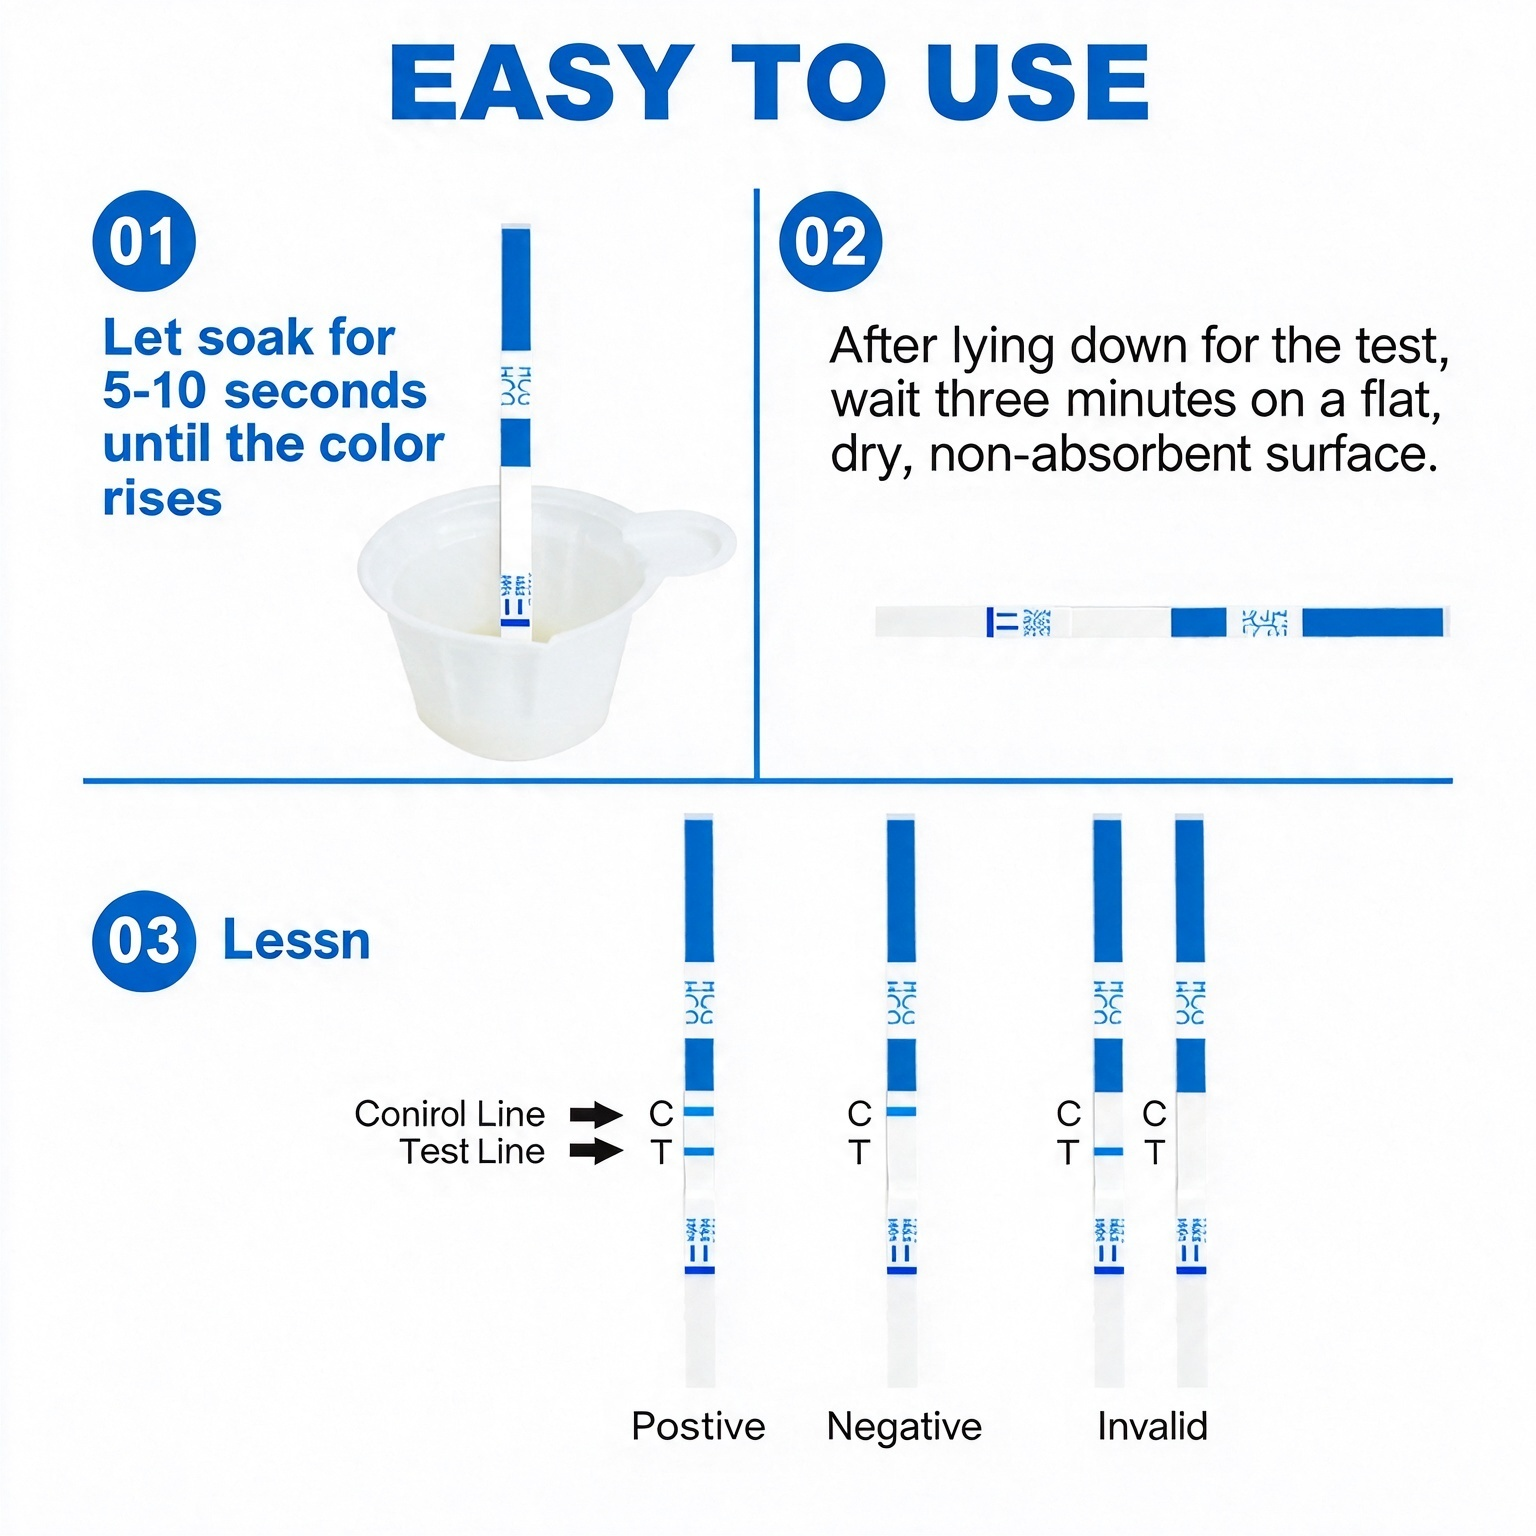 EASY TO USE
01
Let soak for
5-10 seconds
until the color
rises
02
After lying down for the test,
wait three minutes on a flat,
dry, non-absorbent surface.
03 Lessn
Conirol Line C
Test Line T
C
T
C
T
C
T
Postive
Negative
Invalid